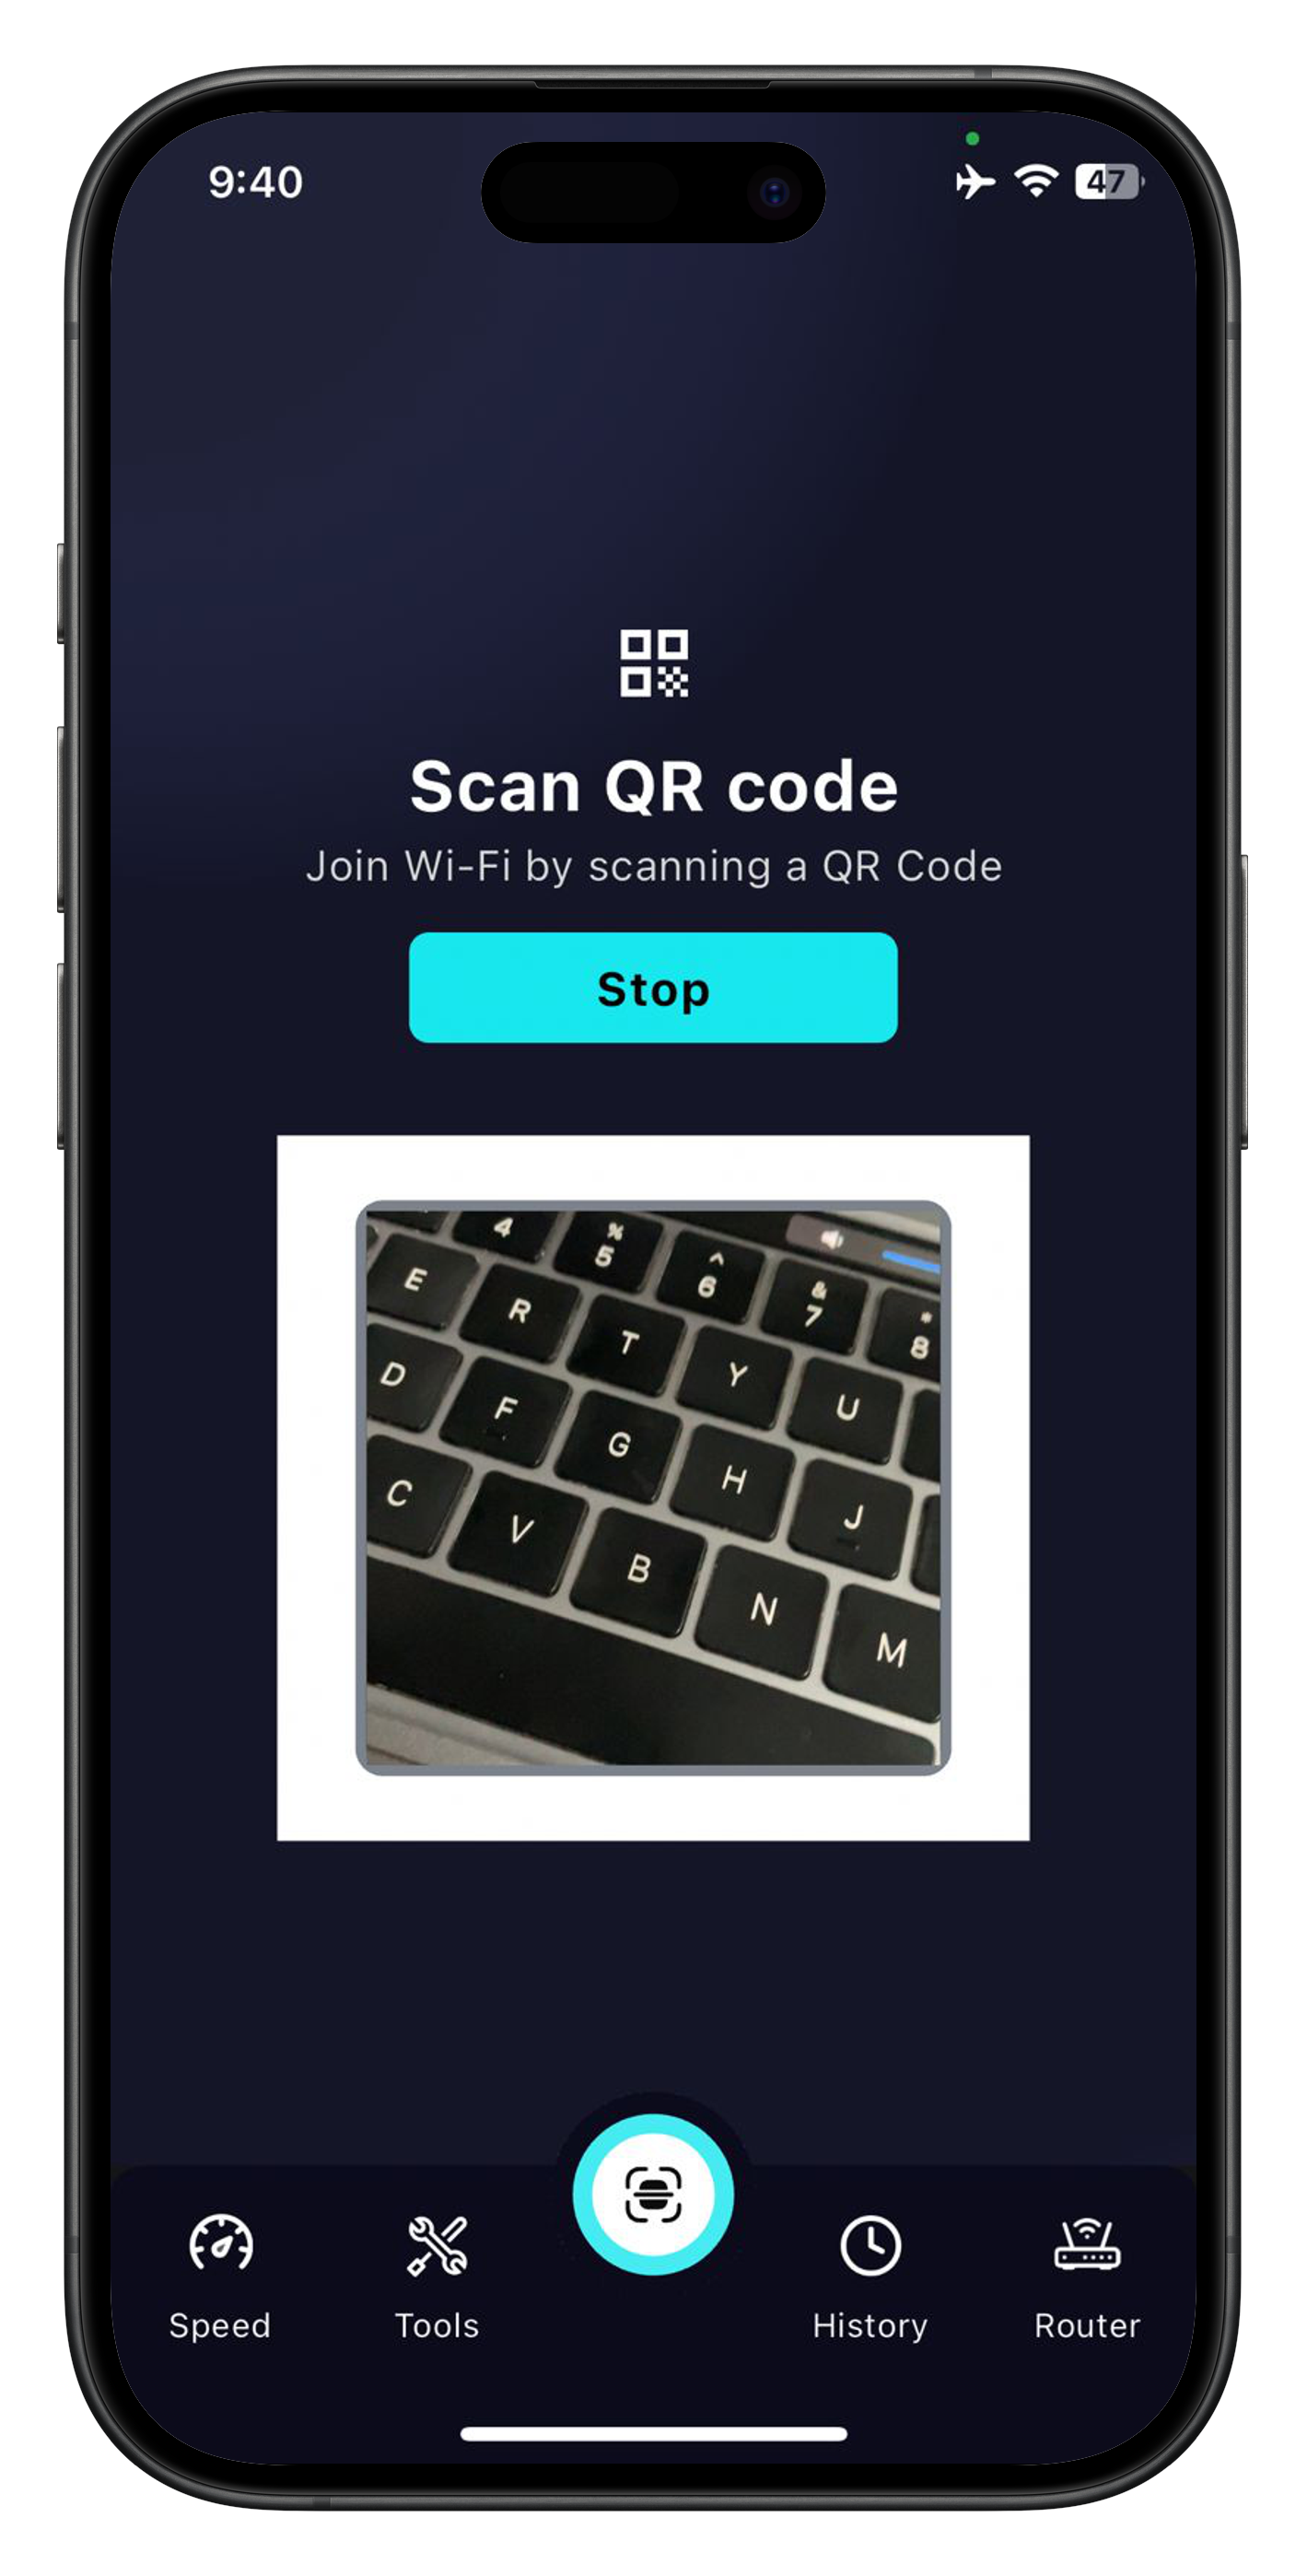 9:40
47
Scan QR code
Join Wi-Fi by scanning a QR Code
Stop
4 % 5 ^ 6 & 7 * 8
E R T Y U
D F G H J
C V B N M
Speed Tools History Router